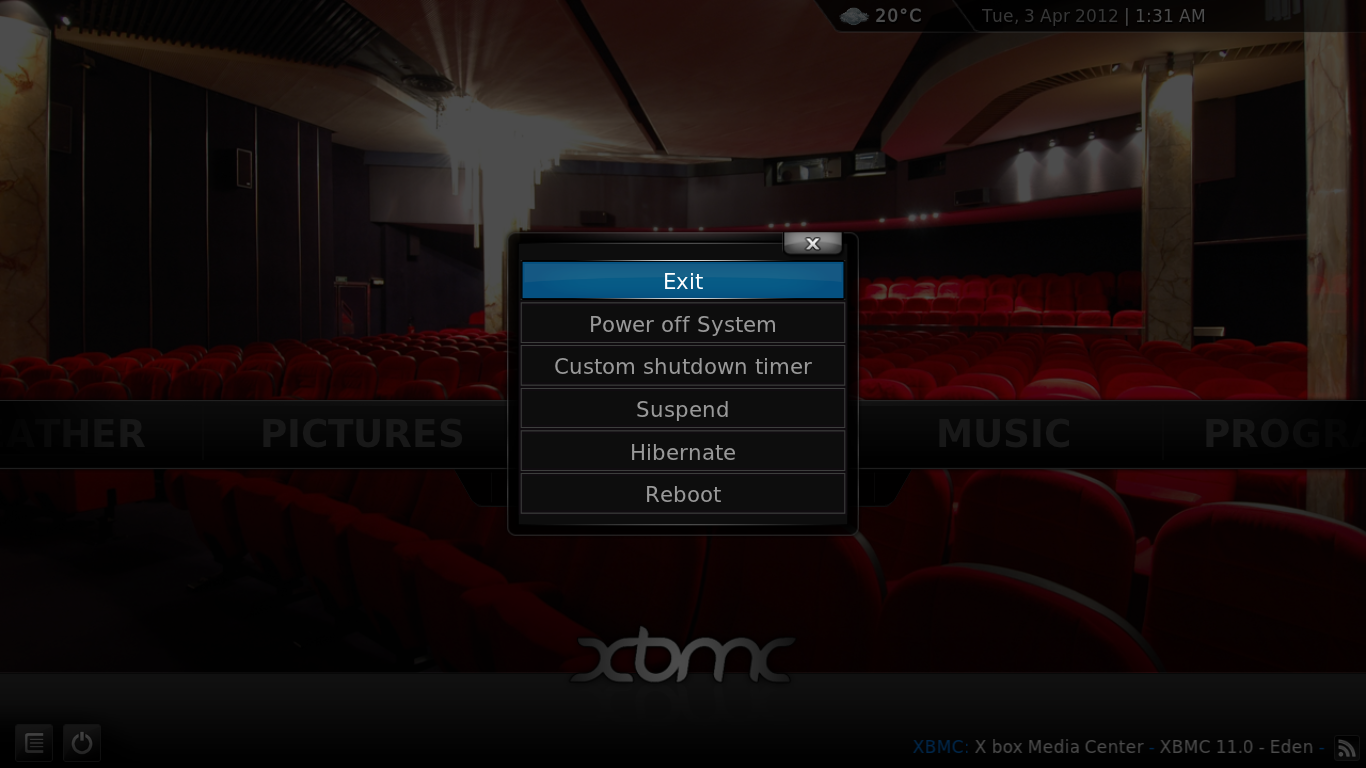 20°C
Tue, 3 Apr 2012 | 1:31 AM
x
Exit
Power off System
Custom shutdown timer
Suspend
Hibernate
Reboot
ATHER PICTURES MUSIC PROGRA
xbmc
XBMC: X box Media Center - XBMC 11.0 - Eden -